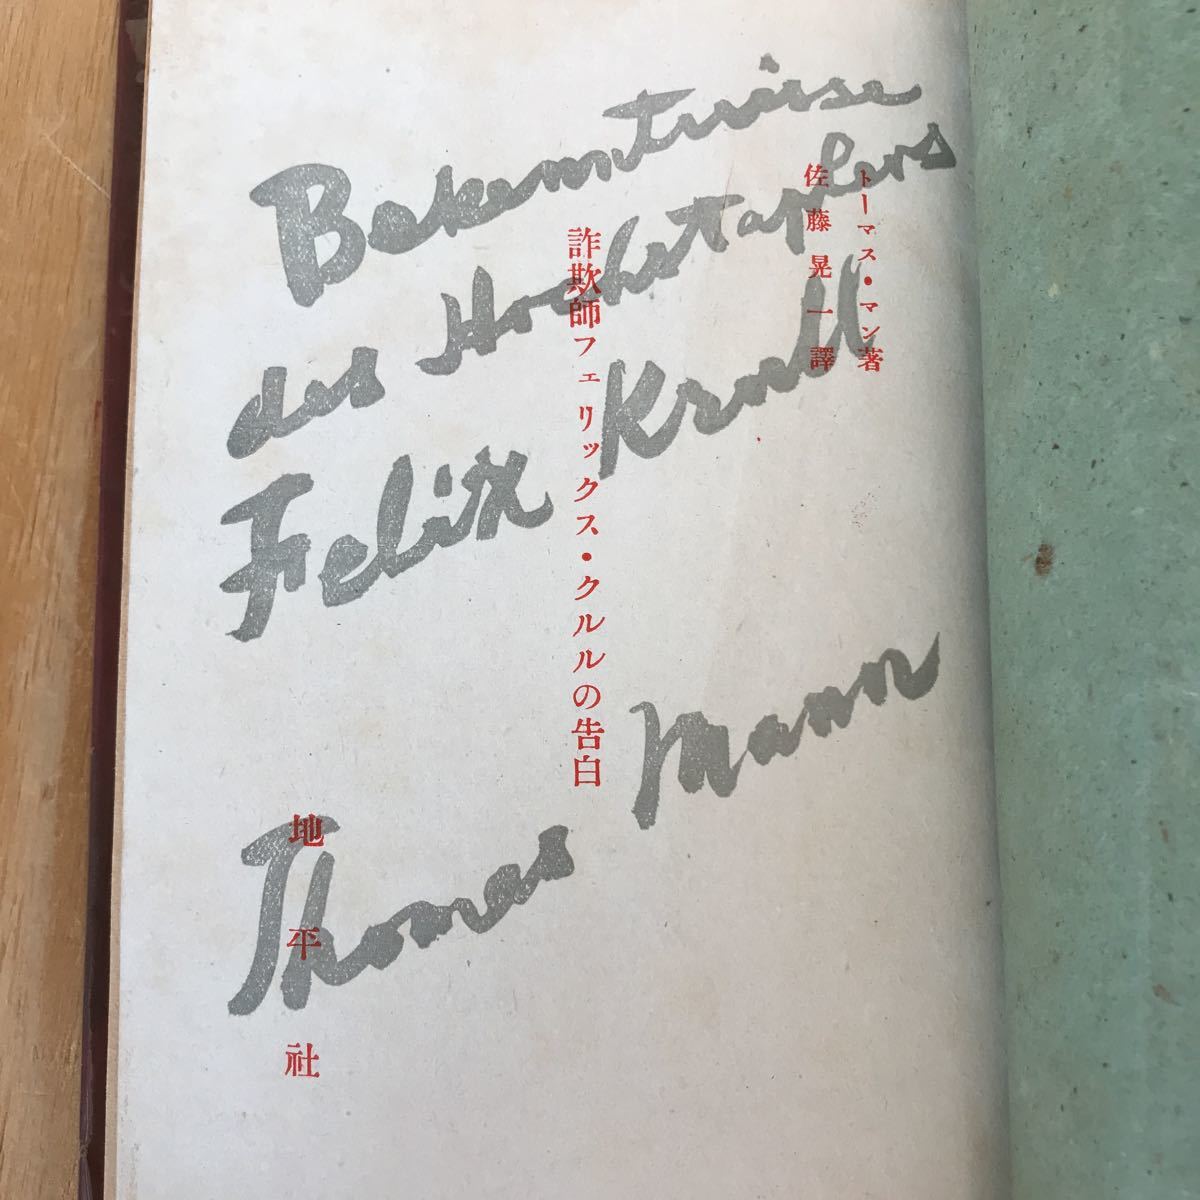 トーマス・マン著
佐藤晃一譯
詐欺師フェリックス・クルルの告白
地平社
Bekenntnisse
des Hochstaplers
Felix Krull
Thomas Mann